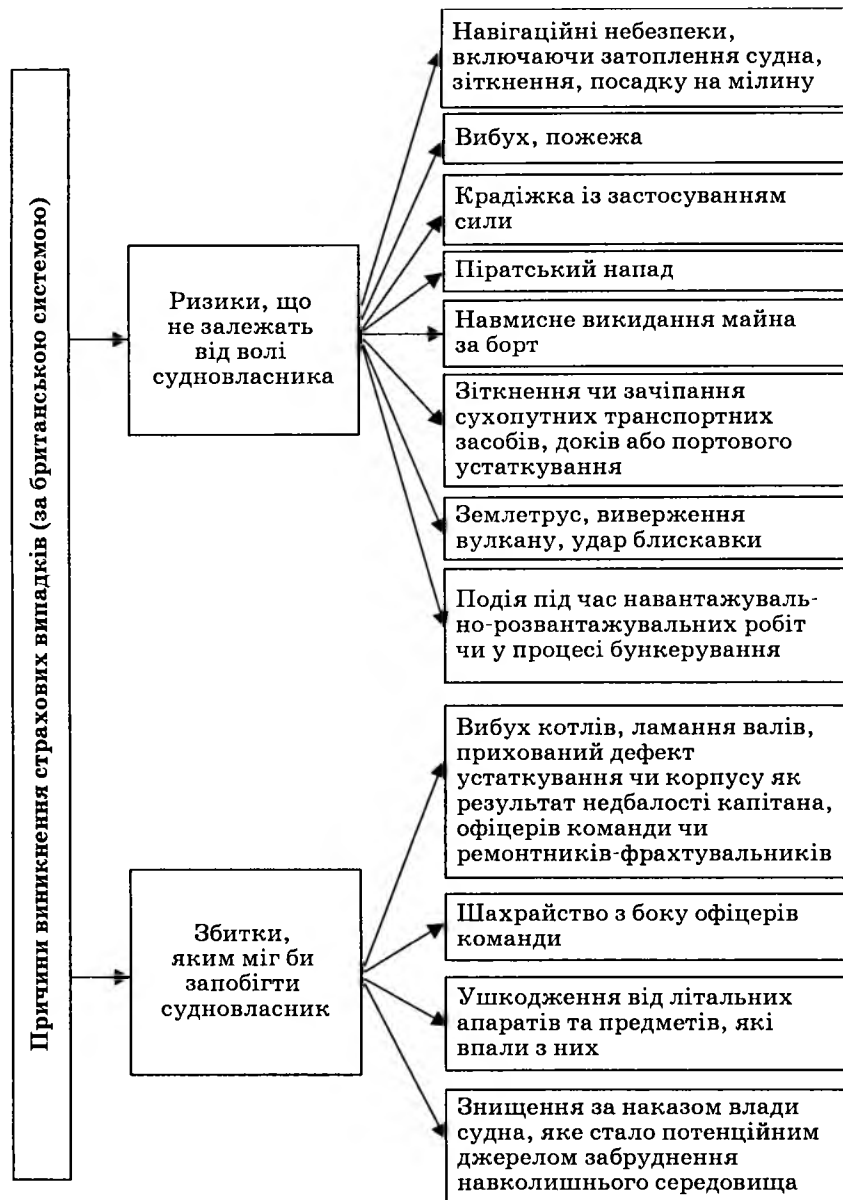 Причини виникнення страхових випадків (за британською системою)
Ризики, що
не залежать
від волі
судновласника
Навігаційні небезпеки,
включаючи затоплення судна,
зіткнення, посадку на мілину
Вибух, пожежа
Крадіжка із застосуванням
сили
Піратський напад
Навмисне викидання майна
за борт
Зіткнення чи зачіпання
сухопутних транспортних
засобів, доків або портового
устаткування
Землетрус, виверження
вулкану, удар блискавки
Подія під час навантажуваль-
но-розвантажувальних робіт
чи у процесі бункерування
Збитки,
яким міг би
запобігти
судновласник
Вибух котлів, ламання валів,
прихований дефект
устаткування чи корпусу як
результат недбалості капітана,
офіцерів команди чи
ремонтників-фрахтувальників
Шахрайство з боку офіцерів
команди
Ушкодження від літальних
апаратів та предметів, які
впали з них
Знищення за наказом влади
судна, яке стало потенційним
джерелом забруднення
навколишнього середовища